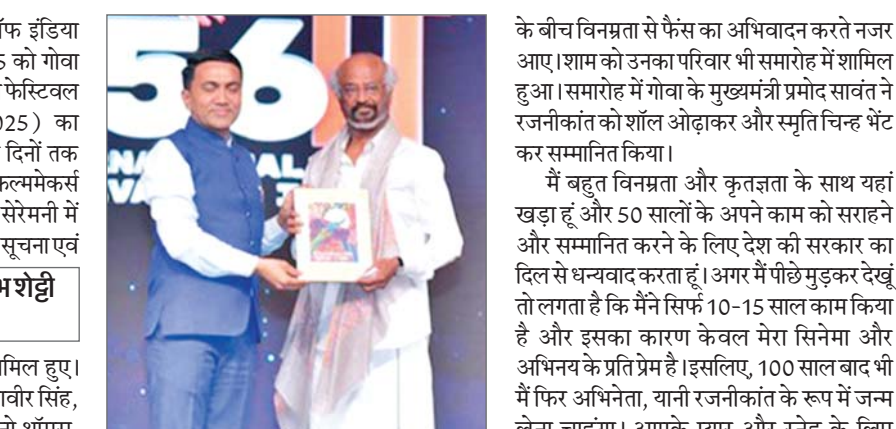 ऑफ इंडिया
5 को गोवा
फेस्टिवल
025) का
दिनों तक
फिल्ममेकर्स
सेरेमनी में
सूचना एवं
शेट्टी
शामिल हुए।
सिंह,
56
के बीच विनम्रता से फैंस का अभिवादन करते नजर
आए। शाम को उनका परिवार भी समारोह में शामिल
हुआ। समारोह में गोवा के मुख्यमंत्री प्रमोद सावंत ने
रजनीकांत को शॉल ओढ़ाकर और स्मृति चिन्ह भेंट
कर सम्मानित किया।
मैं बहुत विनम्रता और कृतज्ञता के साथ यहां
खड़ा हूं और 50 सालों के अपने काम को सराहने
और सम्मानित करने के लिए देश की सरकार का
दिल से धन्यवाद करता हूं। अगर मैं पीछे मुड़कर देखूं
तो लगता है कि मैंने सिर्फ 10-15 साल काम किया
है और इसका कारण केवल मेरा सिनेमा और
अभिनय के प्रति प्रेम है। इसलिए, 100 साल बाद भी
मैं फिर अभिनेता, यानी रजनीकांत के रूप में जन्म
लेना चाहूंगा। आपके प्यार और स्नेह के लिए